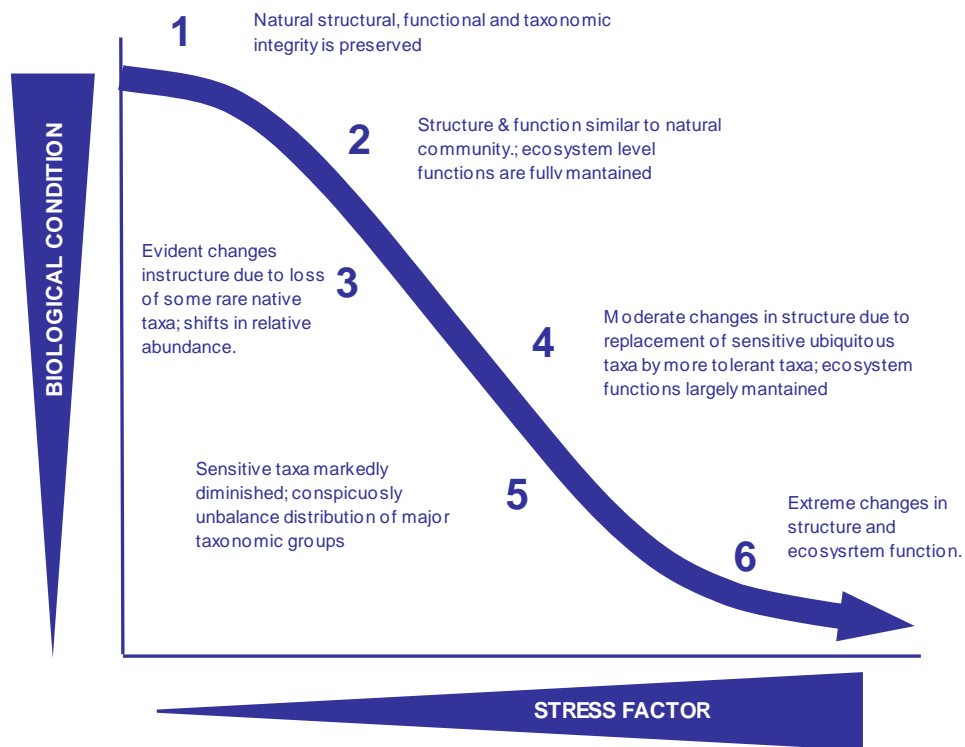 1
Natural structural, functional and taxonomic
integrity is preserved
2
Structure & function similar to natural
community.; ecosystem level
functions are fully mantained
Evident changes
instructure due to loss
of some rare native
taxa; shifts in relative
abundance.
3
4
Moderate changes in structure due to
replacement of sensitive ubiquitous
taxa by more tolerant taxa; ecosystem
functions largely mantained
Sensitive taxa markedly
diminished; conspicuosly
unbalance distribution of major
taxonomic groups
5
6
Extreme changes in
structure and
ecosysrtem function.
BIOLOGICAL CONDITION
STRESS FACTOR